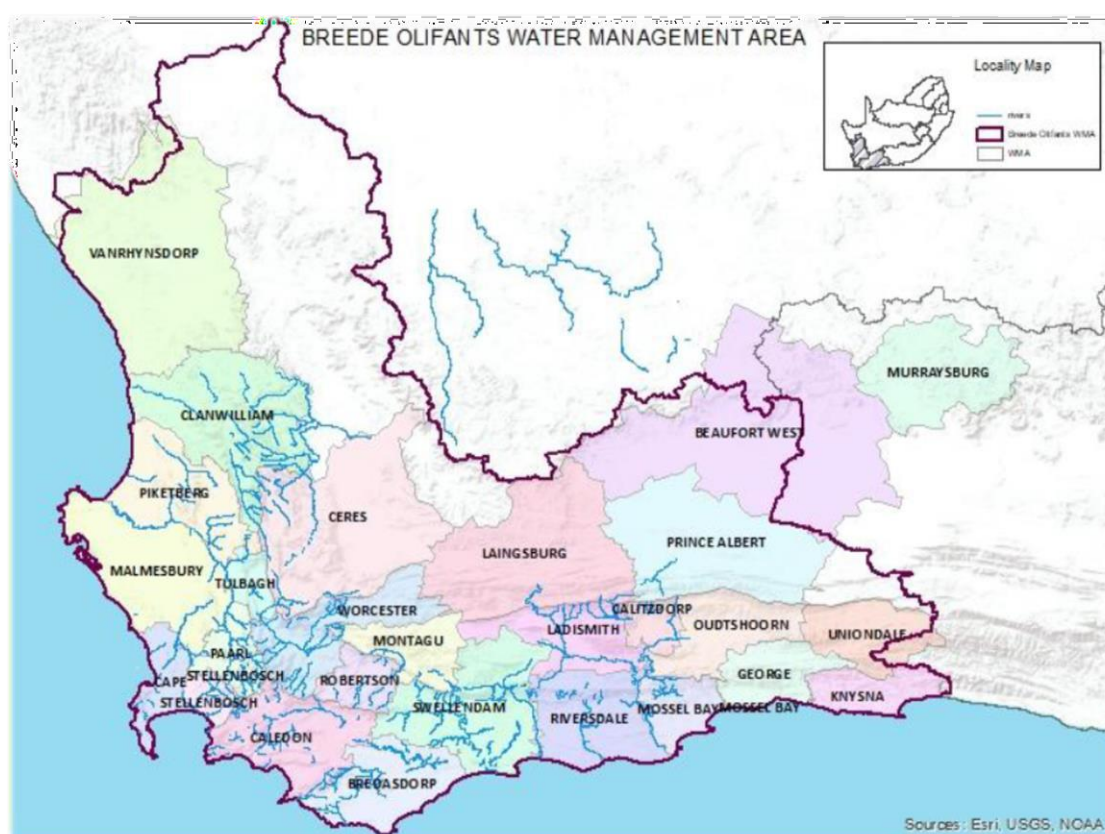 BREEDE OLIFANTS WATER MANAGEMENT AREA
Locality Map
rivers
Breede Olifants WMA
WMA
VANRHYNSDORP
MURRAYSBURG
CLANWILLIAM
BEAUFORT WEST
PIKETBERG
CERES
PRINCE ALBERT
LAINGSBURG
MALMESBURY
TULBAGH
WORCESTER
CALITZDORP
OUDTSHOORN
LADISMITH
UNIONDALE
MONTAGU
PAARL
STELLENBOSCH
ROBERTSON
GEORGE
CAPE
KNYSNA
STELLENBOSCH
SWELLENDAM
RIVERSDALE
MOSSEL BAY
MOSSEL BAY
CALEDON
BREDASDORP
Sources: Esri, USGS, NOAA